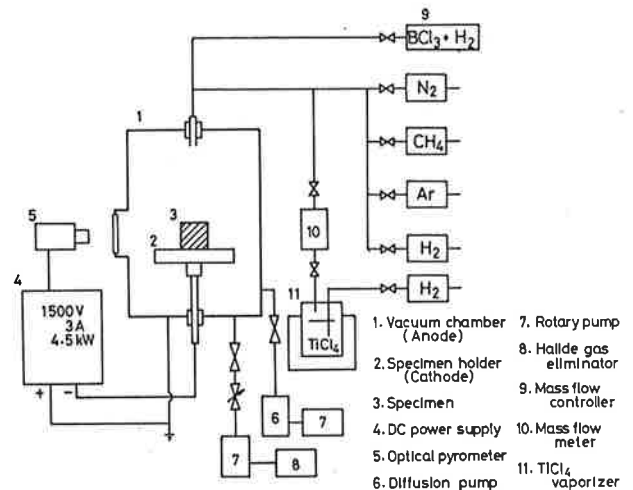 9
BCl3 + H2
N2
1
CH4
3
Ar
5
2
10
H2
4
11
H2
1500V
3A
4.5kW
TiCl4
+ −
6
7
7
8
1. Vacuum chamber
(Anode)
2. Specimen holder
(Cathode)
3. Specimen
4. DC power supply
5. Optical pyrometer
6. Diffusion pump
7. Rotary pump
8. Halide gas
eliminator
9. Mass flow
controller
10. Mass flow
meter
11. TiCl4
vaporizer